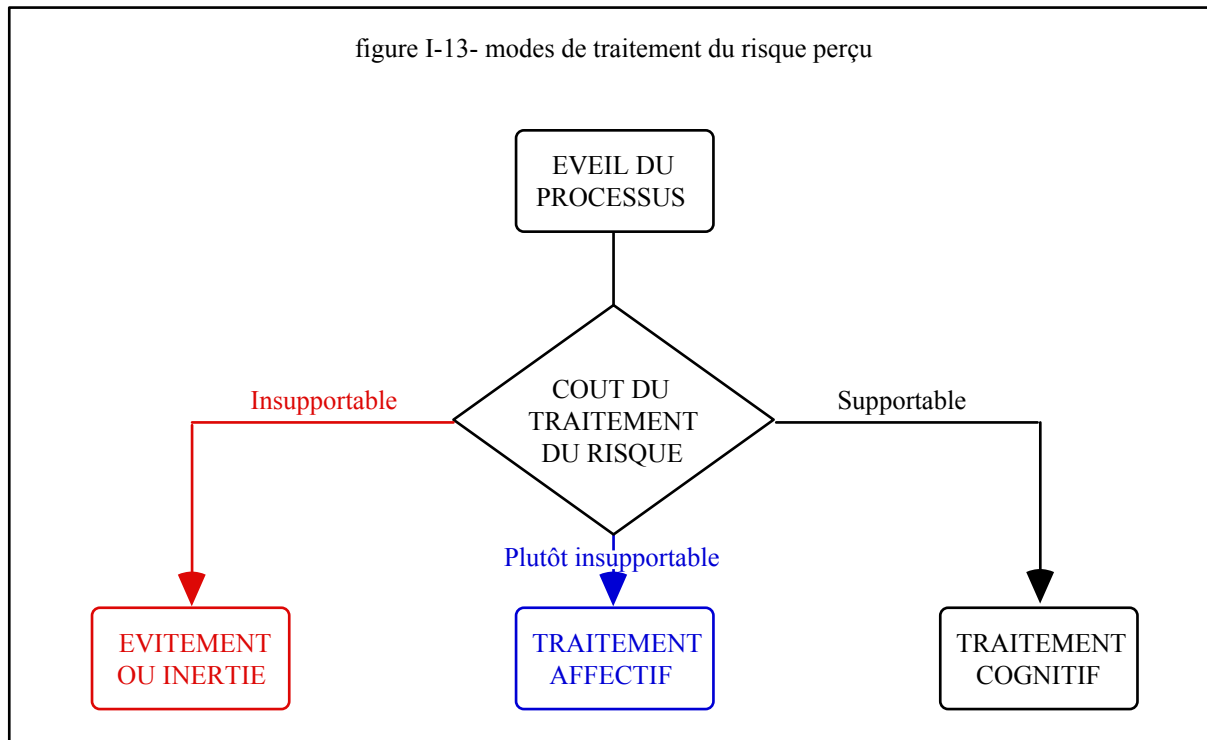 figure I-13- modes de traitement du risque perçu
EVEIL DU
PROCESSUS
COUT DU
TRAITEMENT
DU RISQUE
Insupportable
Supportable
Plutôt insupportable
EVITEMENT
OU INERTIE
TRAITEMENT
AFFECTIF
TRAITEMENT
COGNITIF